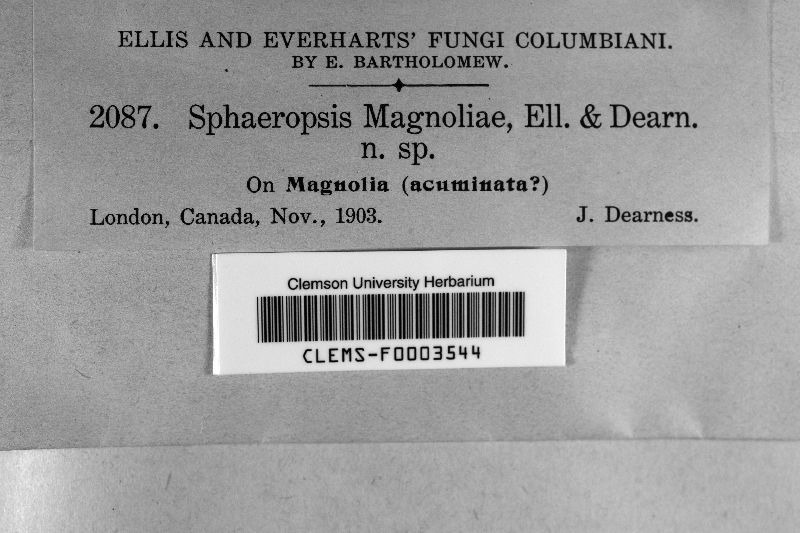 ELLIS AND EVERHARTS' FUNGI COLUMBIANI.
BY E. BARTHOLOMEW.
2087. Sphaeropsis Magnoliae, Ell. & Dearn.
n. sp.
On Magnolia (acuminata?)
London, Canada, Nov., 1903. J. Dearness.
Clemson University Herbarium
CLEMS-F0003544